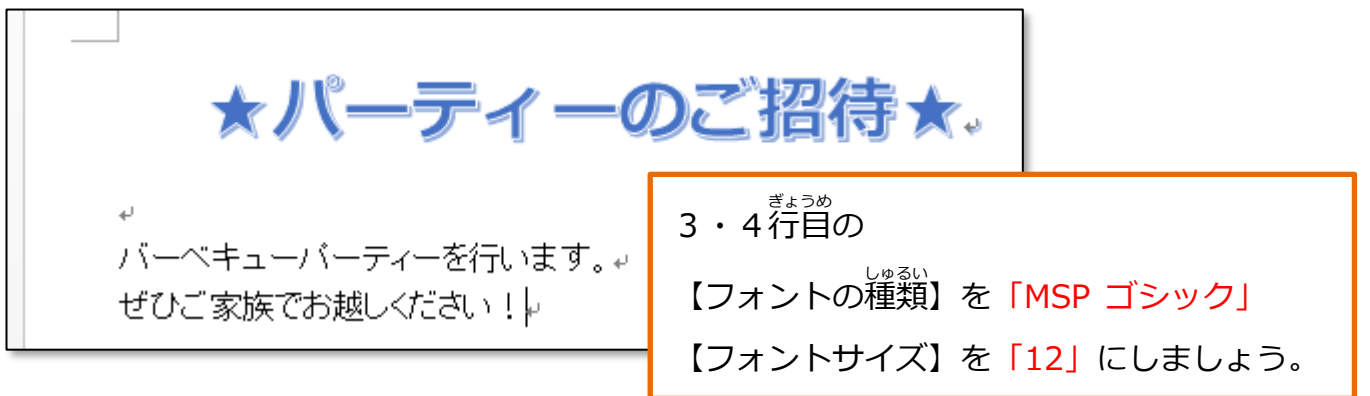 ★パーティーのご招待★
バーベキューパーティーを行います。
ぜひご家族でお越しください！
ぎょうめ
３・４行目の
しゅるい
【フォントの種類】を「MSP ゴシック」
【フォントサイズ】を「12」にしましょう。